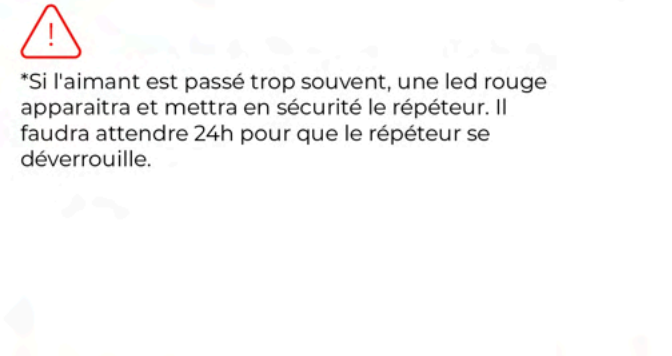 *Si l'aimant est passé trop souvent, une led rouge
apparaitra et mettra en sécurité le répéteur. Il
faudra attendre 24h pour que le répéteur se
déverrouille.